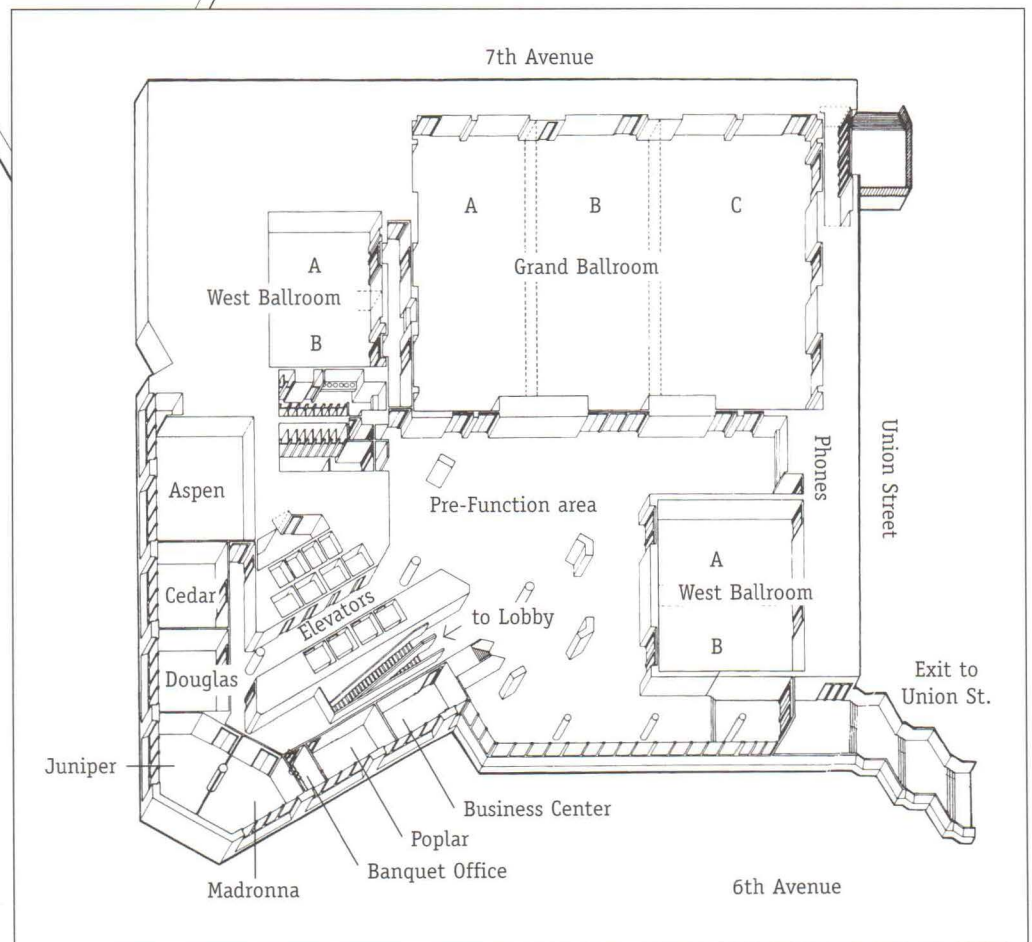 7th Avenue
A
B
C
Grand Ballroom
A
West Ballroom
B
Phones
Union Street
Aspen
Pre-Function area
Cedar
Elevators
to Lobby
A
West Ballroom
B
Douglas
Exit to
Union St.
Juniper
Business Center
Poplar
Banquet Office
Madronna
6th Avenue